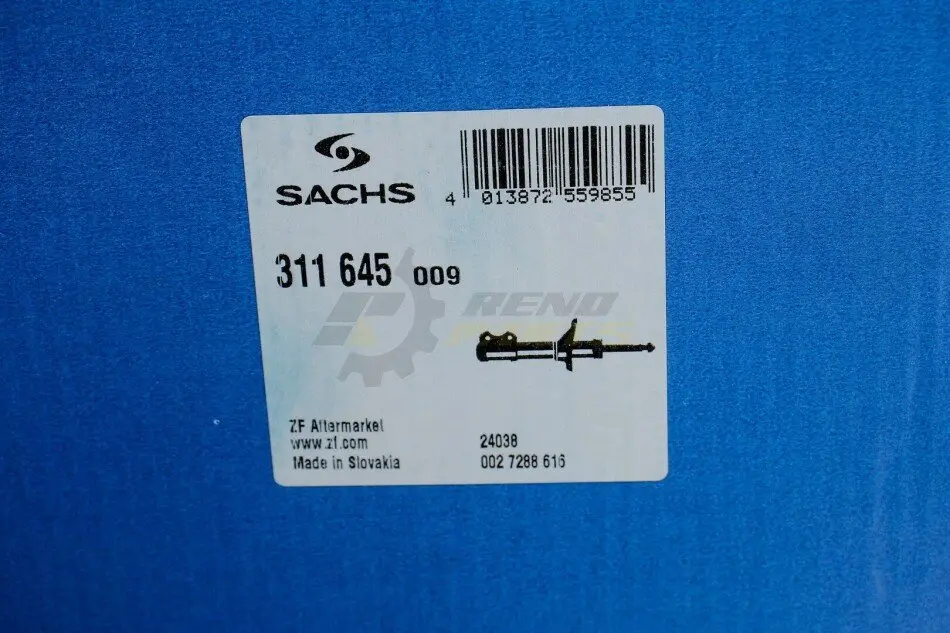 SACHS
4 013872 559855
311 645 009
RENO
PARTS
ZF Aftermarket
www.zf.com
Made in Slovakia
24038
002 7288 616